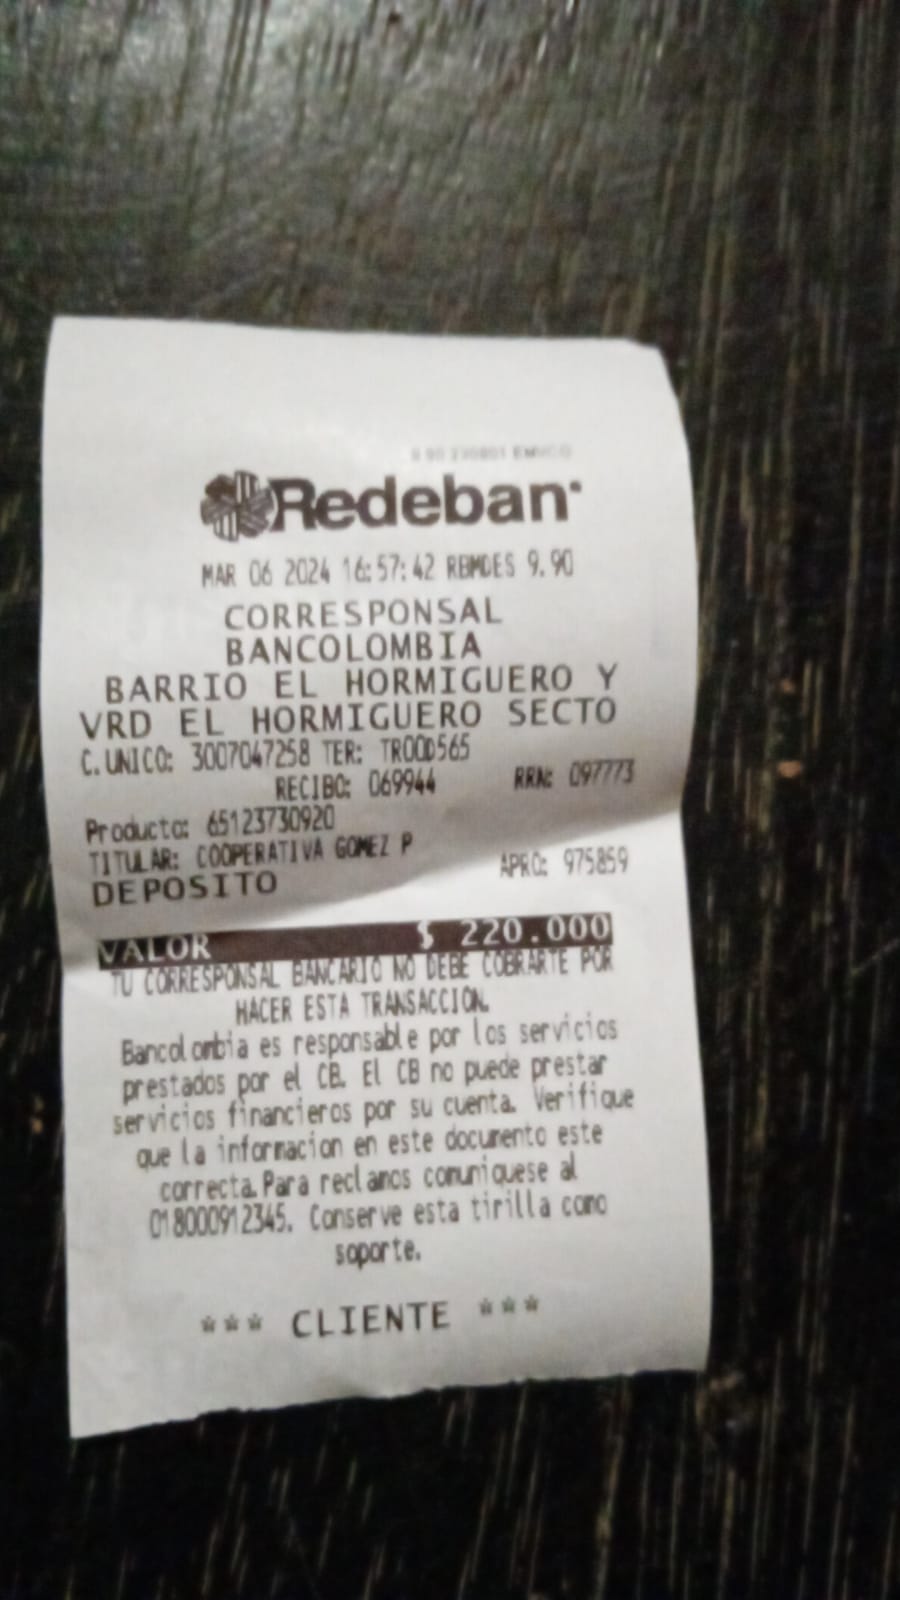 Redeban
MAR 06 2024 16:57:42 RBMDES 9.90
CORRESPONSAL
BANCOLOMBIA
BARRIO EL HORMIGUERO Y
VRD EL HORMIGUERO SECTO
C.UNICO: 3007047258 TER: TR00D565
RECIBO: 069944 RRN: 097773
Producto: 65123730920
TITULAR: COOPERATIVA GOMEZ P
DEPOSITO APRO: 975859
VALOR $ 220.000
TU CORRESPONSAL BANCARIO NO DEBE COBRARTE POR
HACER ESTA TRANSACCION.
Bancolombia es responsable por los servicios
prestados por el CB. El CB no puede prestar
servicios financieros por su cuenta. Verifique
que la informacion en este documento este
correcta.Para reclamos comuniquese al
018000912345. Conserve esta tirilla como
soporte.
*** CLIENTE ***